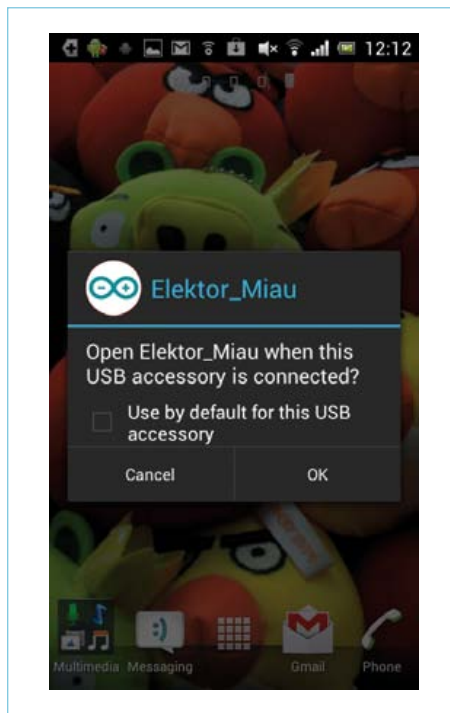 12:12
Elektor_Miau
Open Elektor_Miau when this
USB accessory is connected?
Use by default for this USB
accessory
Cancel OK
Multimedia Messaging Gmail Phone